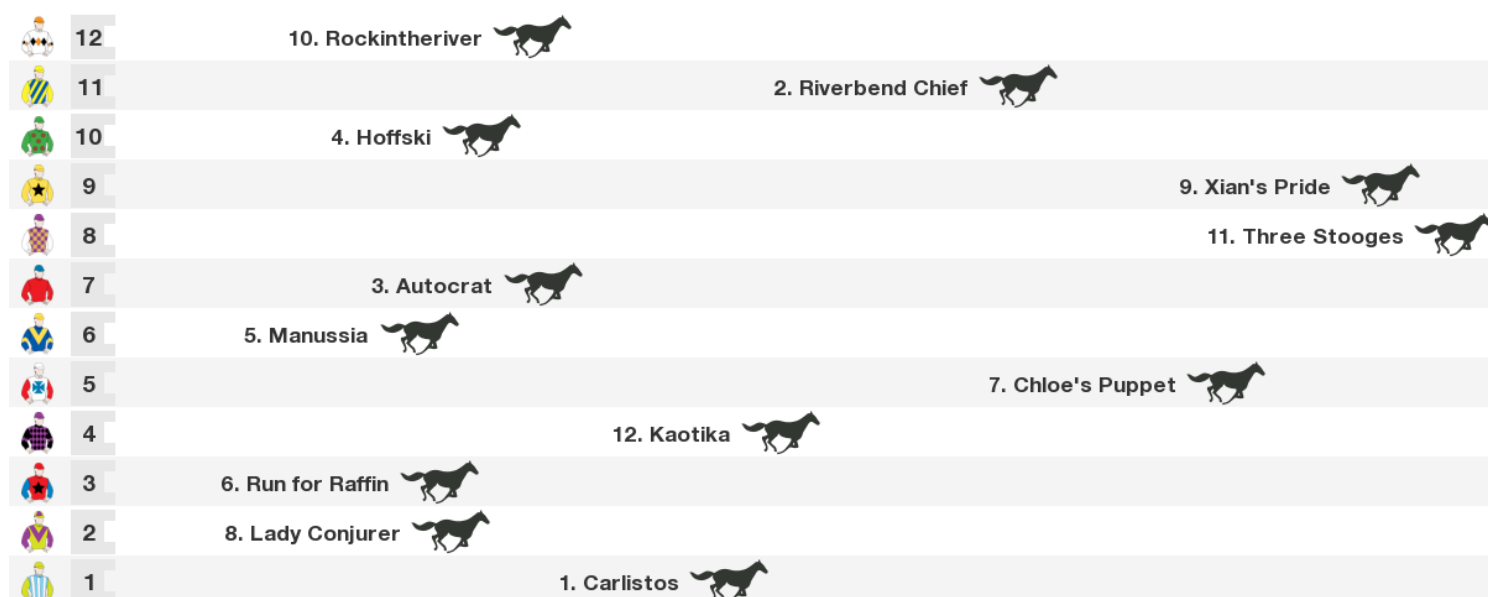 12 10. Rockintheriver
11 2. Riverbend Chief
10 4. Hoffski
9 9. Xian's Pride
8 11. Three Stooges
7 3. Autocrat
6 5. Manussia
5 7. Chloe's Puppet
4 12. Kaotika
3 6. Run for Raffin
2 8. Lady Conjurer
1 1. Carlistos